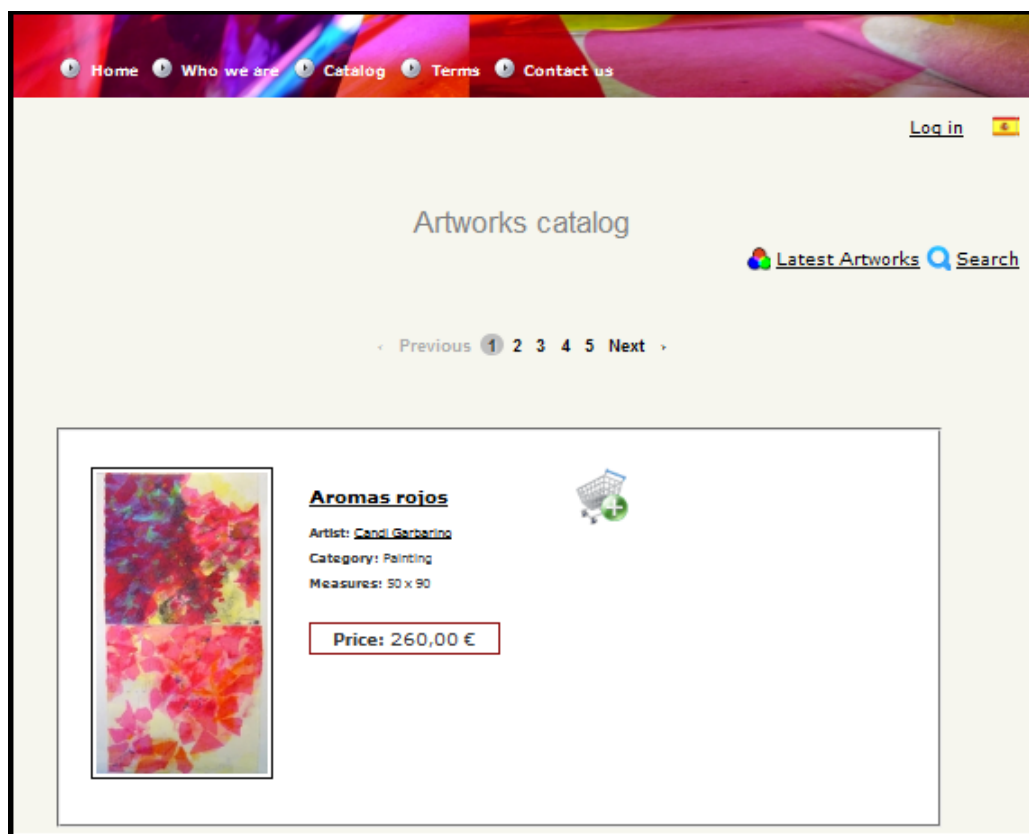 Home Who we are Catalog Terms Contact us
Log in
Artworks catalog
Latest Artworks Search
‹ Previous 1 2 3 4 5 Next ›
Aromas rojos
Artist: Candi Garbarino
Category: Painting
Measures: 50 x 90
Price: 260,00 €